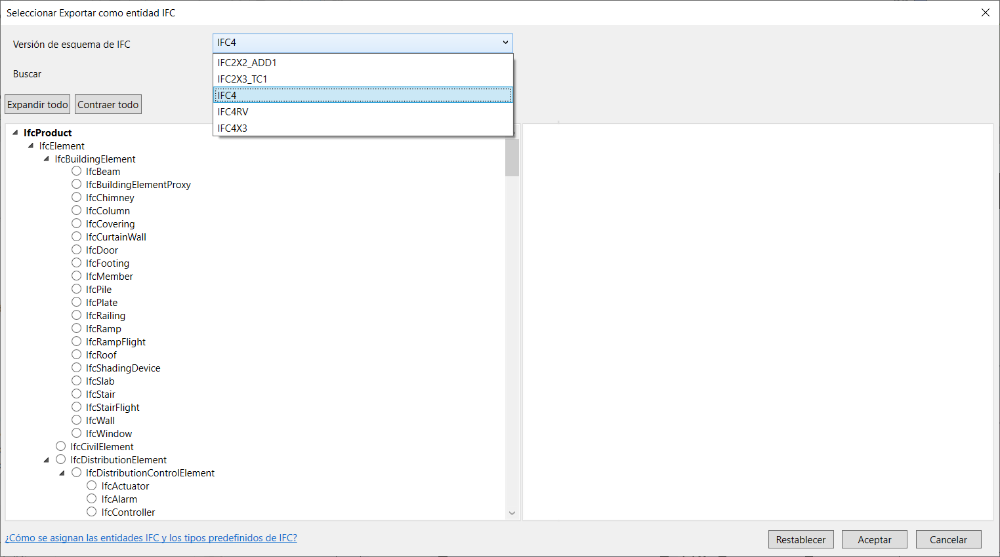 Seleccionar Exportar como entidad IFC
Versión de esquema de IFC
IFC4
IFC2X2_ADD1
IFC2X3_TC1
IFC4
IFC4RV
IFC4X3
Buscar
Expandir todo
Contraer todo
IfcProduct
IfcElement
IfcBuildingElement
IfcBeam
IfcBuildingElementProxy
IfcChimney
IfcColumn
IfcCovering
IfcCurtainWall
IfcDoor
IfcFooting
IfcMember
IfcPile
IfcPlate
IfcRailing
IfcRamp
IfcRampFlight
IfcRoof
IfcShadingDevice
IfcSlab
IfcStair
IfcStairFlight
IfcWall
IfcWindow
IfcCivilElement
IfcDistributionElement
IfcDistributionControlElement
IfcActuator
IfcAlarm
IfcController
¿Cómo se asignan las entidades IFC y los tipos predefinidos de IFC?
Restablecer
Aceptar
Cancelar